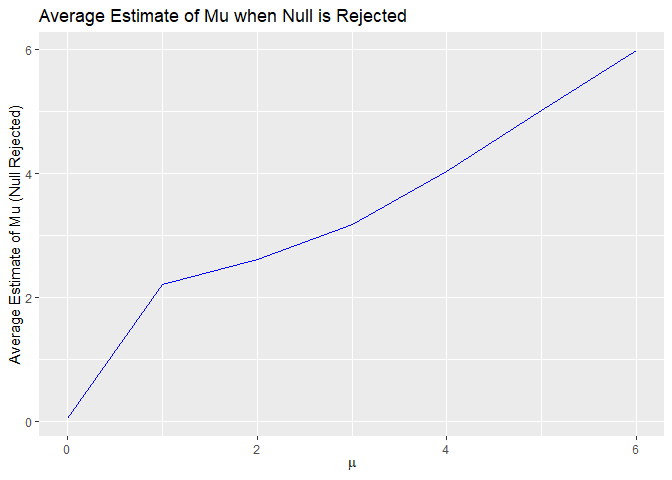 Average Estimate of Mu when Null is Rejected
Average Estimate of Mu (Null Rejected)
6
4
2
0
0
2
4
6
μ